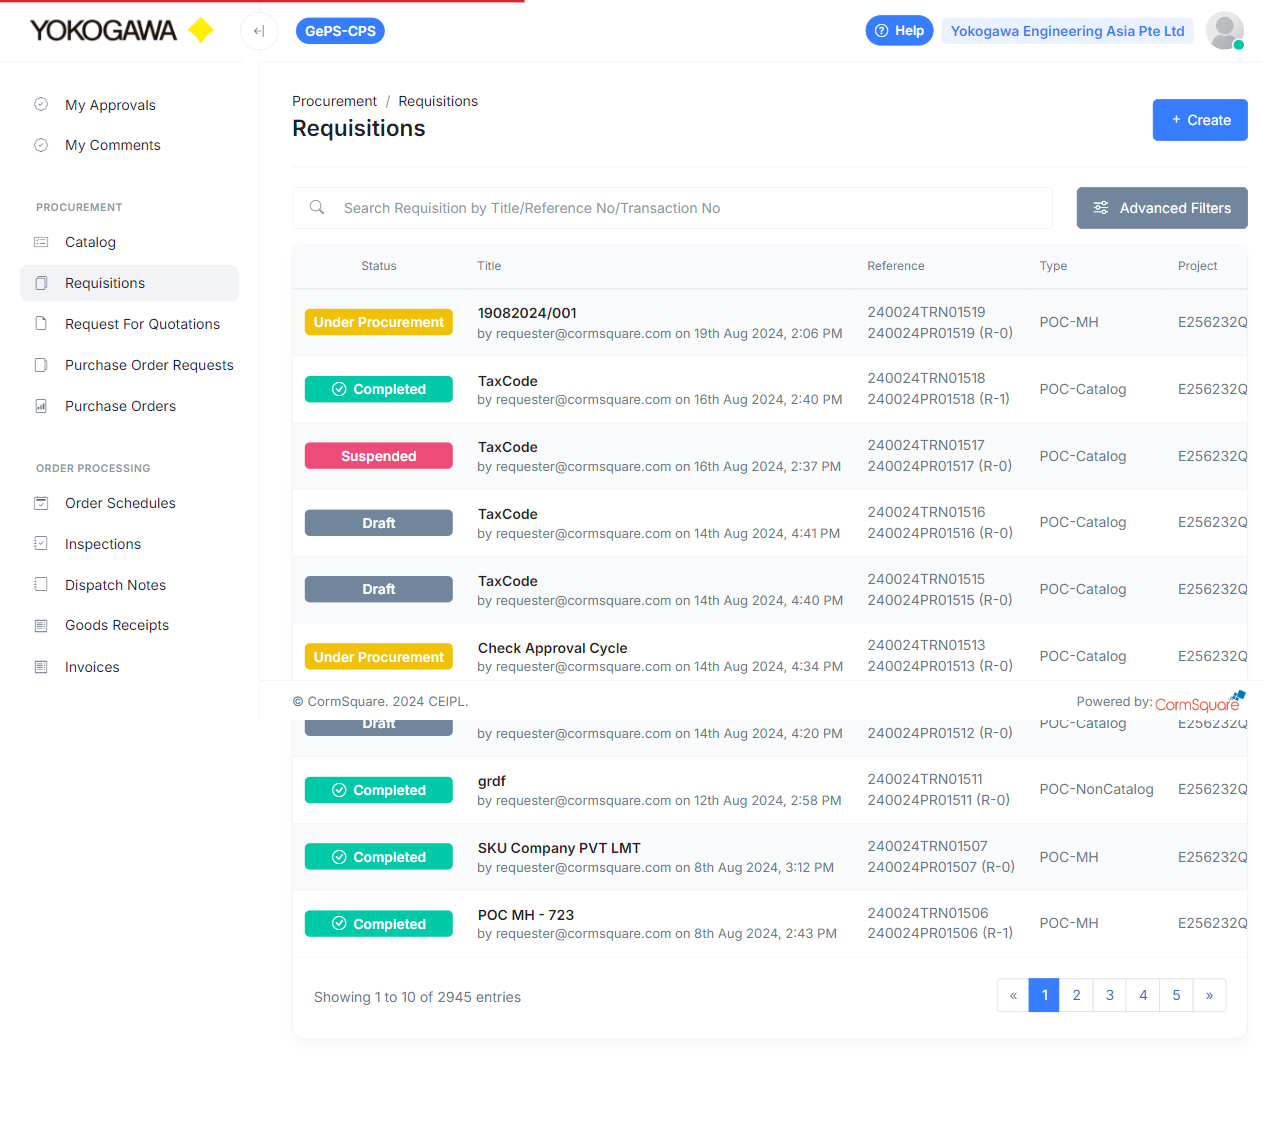 YOKOGAWA
GePS-CPS
Help
Yokogawa Engineering Asia Pte Ltd
My Approvals
My Comments
PROCUREMENT
Catalog
Requisitions
Request For Quotations
Purchase Order Requests
Purchase Orders
ORDER PROCESSING
Order Schedules
Inspections
Dispatch Notes
Goods Receipts
Invoices
Procurement / Requisitions
Requisitions
+ Create
Search Requisition by Title/Reference No/Transaction No
Advanced Filters
Status Title Reference Type Project
Under Procurement
19082024/001
by requester@cormsquare.com on 19th Aug 2024, 2:06 PM
240024TRN01519
240024PR01519 (R-0)
POC-MH
E256232Q
Completed
TaxCode
by requester@cormsquare.com on 16th Aug 2024, 2:40 PM
240024TRN01518
240024PR01518 (R-1)
POC-Catalog
E256232Q
Suspended
TaxCode
by requester@cormsquare.com on 16th Aug 2024, 2:37 PM
240024TRN01517
240024PR01517 (R-0)
POC-Catalog
E256232Q
Draft
TaxCode
by requester@cormsquare.com on 14th Aug 2024, 4:41 PM
240024TRN01516
240024PR01516 (R-0)
POC-Catalog
E256232Q
Draft
TaxCode
by requester@cormsquare.com on 14th Aug 2024, 4:40 PM
240024TRN01515
240024PR01515 (R-0)
POC-Catalog
E256232Q
Under Procurement
Check Approval Cycle
by requester@cormsquare.com on 14th Aug 2024, 4:34 PM
240024TRN01513
240024PR01513 (R-0)
POC-Catalog
E256232Q
© CormSquare. 2024 CEIPL.
Powered by: CormSquare
Draft
by requester@cormsquare.com on 14th Aug 2024, 4:20 PM
240024PR01512 (R-0)
POC-Catalog
E256232Q
Completed
grdf
by requester@cormsquare.com on 12th Aug 2024, 2:58 PM
240024TRN01511
240024PR01511 (R-0)
POC-NonCatalog
E256232Q
Completed
SKU Company PVT LMT
by requester@cormsquare.com on 8th Aug 2024, 3:12 PM
240024TRN01507
240024PR01507 (R-0)
POC-MH
E256232Q
Completed
POC MH - 723
by requester@cormsquare.com on 8th Aug 2024, 2:43 PM
240024TRN01506
240024PR01506 (R-1)
POC-MH
E256232Q
Showing 1 to 10 of 2945 entries
« 1 2 3 4 5 »